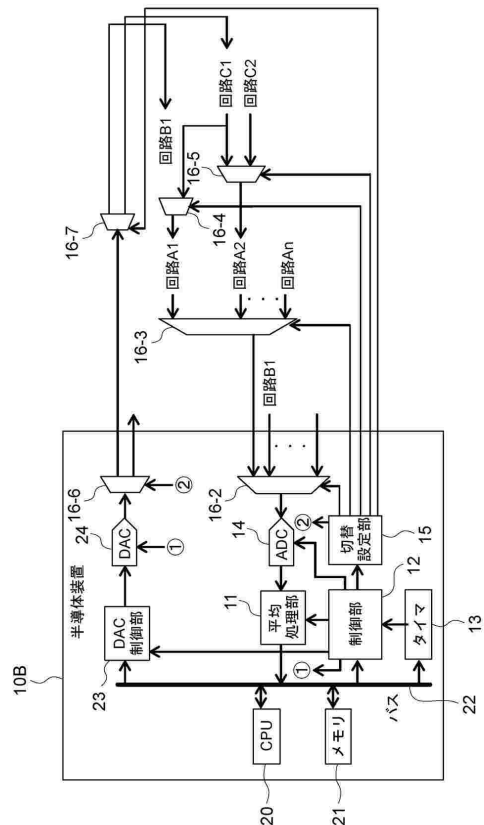 10B
半導体装置
23
DAC
制御部
24
DAC
①
16-6
②
16-7
20
CPU
21
メモリ
22
バス
11
平均
処理部
14
ADC
16-2
①
12
制御部
13
タイマ
②
15
切替
設定部
回路B1
・・・・
16-3
回路A1
回路A2
・・・・
回路An
16-4
16-5
回路B1
回路C1
回路C2